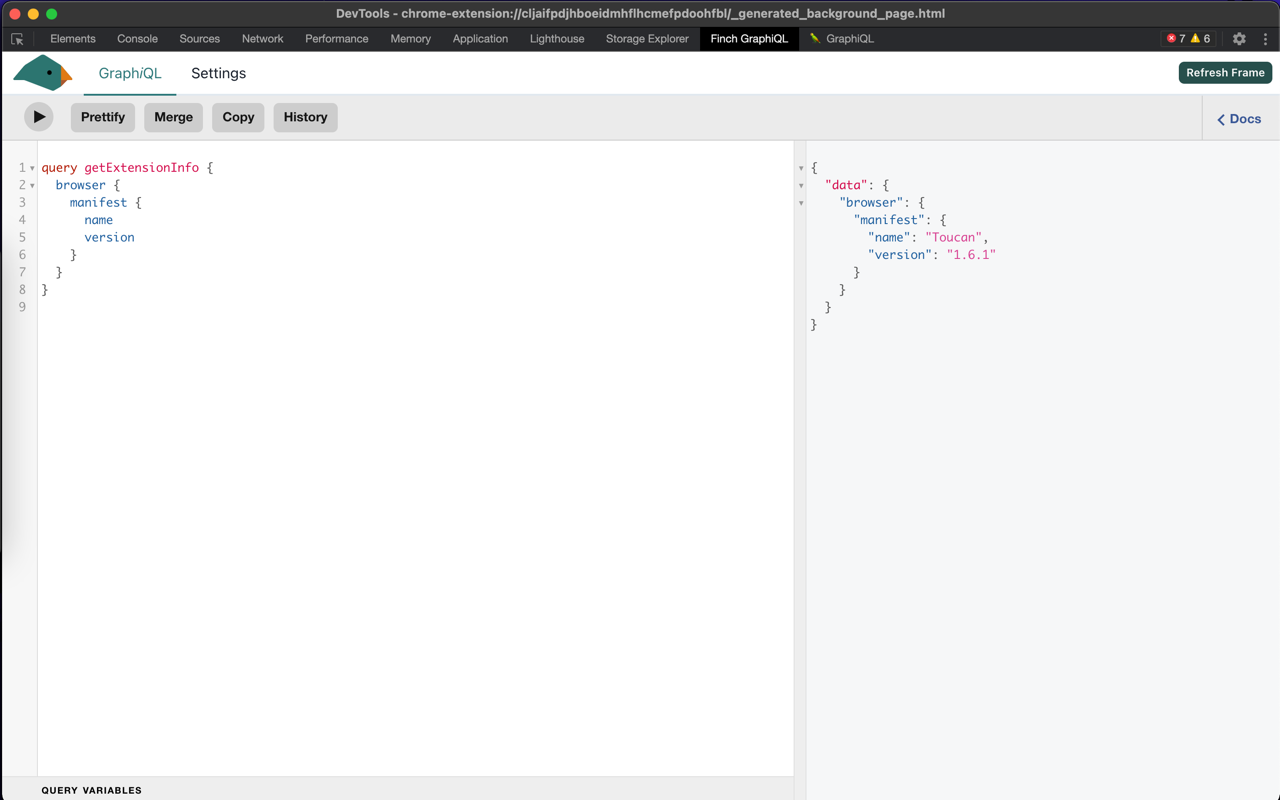 DevTools - chrome-extension://cljaifpdjhboeidmhflhcmefpdoohfbl/_generated_background_page.html
Elements Console Sources Network Performance Memory Application Lighthouse Storage Explorer Finch GraphiQL GraphiQL 7 6
GraphiQL Settings Refresh Frame
Prettify Merge Copy History Docs
1 query getExtensionInfo {
2 browser {
3 manifest {
4 name
5 version
6 }
7 }
8 }
9
{
"data": {
"browser": {
"manifest": {
"name": "Toucan",
"version": "1.6.1"
}
}
}
}
QUERY VARIABLES